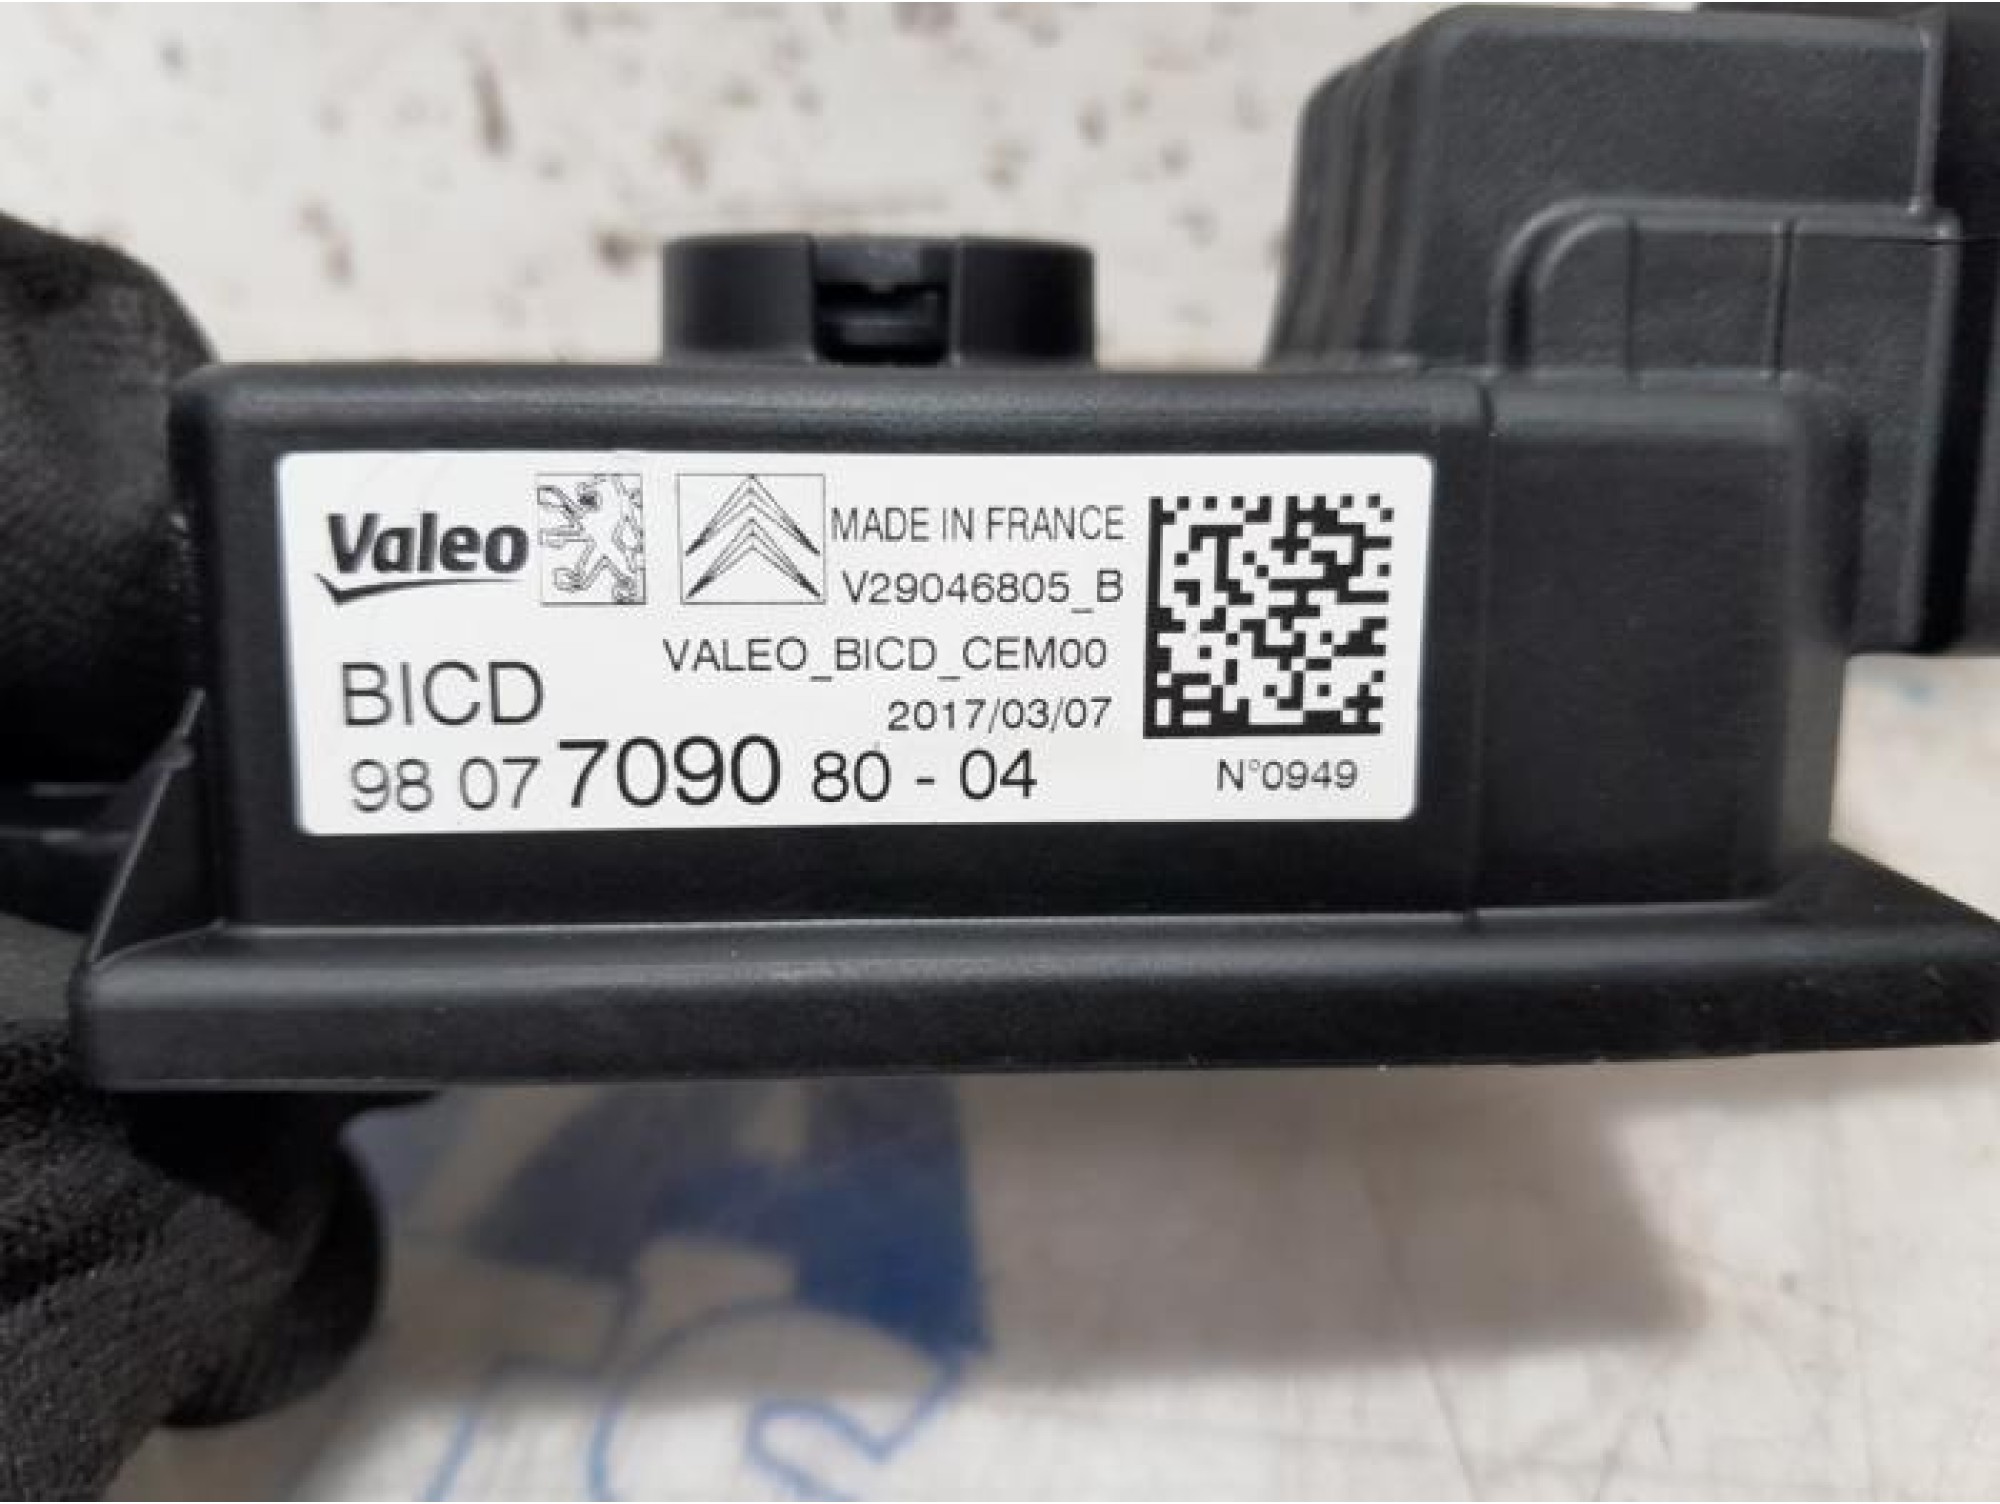 Valeo
MADE IN FRANCE
V29046805_B
VALEO_BICD_CEM00
BICD
2017/03/07
98 07 7090 80 - 04
N°0949